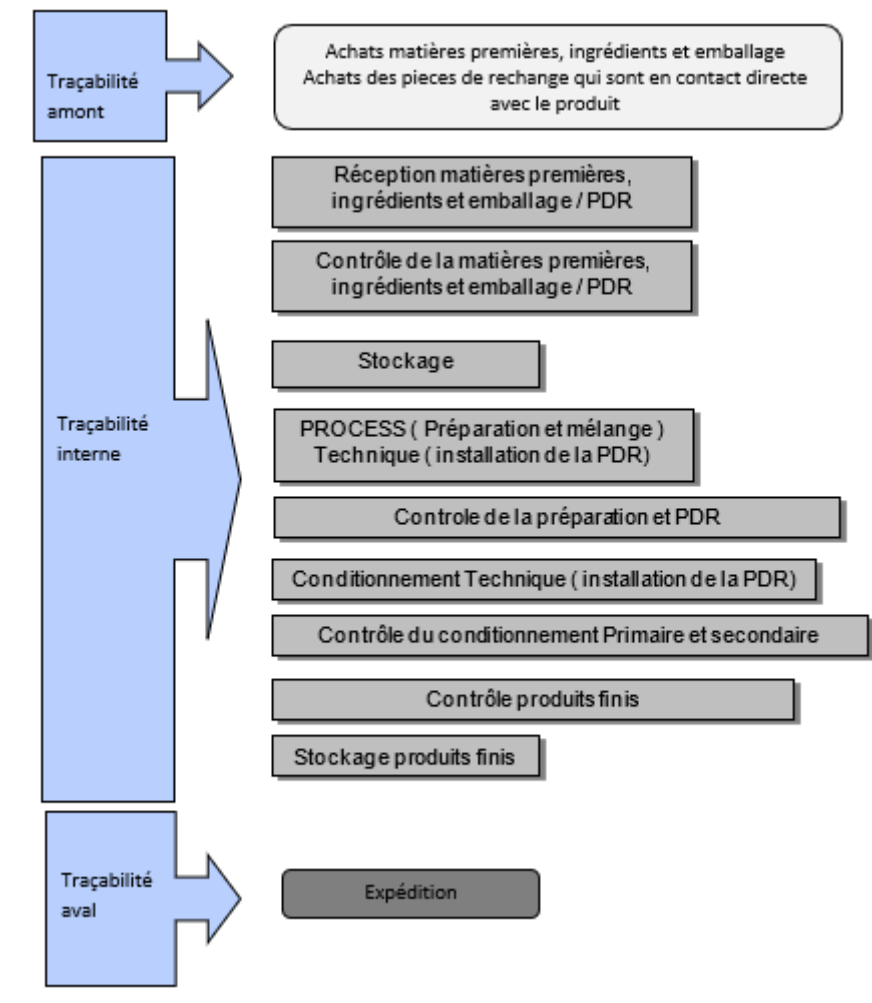 Traçabilité
amont
Achats matières premières, ingrédients et emballage
Achats des pieces de rechange qui sont en contact directe
avec le produit
Traçabilité
interne
Réception matières premières,
ingrédients et emballage / PDR
Contrôle de la matières premières,
ingrédients et emballage / PDR
Stockage
PROCESS ( Préparation et mélange )
Technique ( installation de la PDR)
Controle de la préparation et PDR
Conditionnement Technique ( installation de la PDR)
Contrôle du conditionnement Primaire et secondaire
Contrôle produits finis
Stockage produits finis
Traçabilité
aval
Expédition